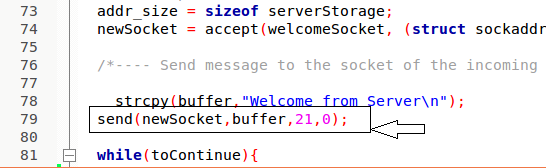 73 addr_size = sizeof serverStorage;
74 newSocket = accept(welcomeSocket, (struct sockaddr
75
76 /*---- Send message to the socket of the incoming
77
78 strcpy(buffer,"Welcome from Server\n");
79 send(newSocket,buffer,21,0);
80
81 while(toContinue){